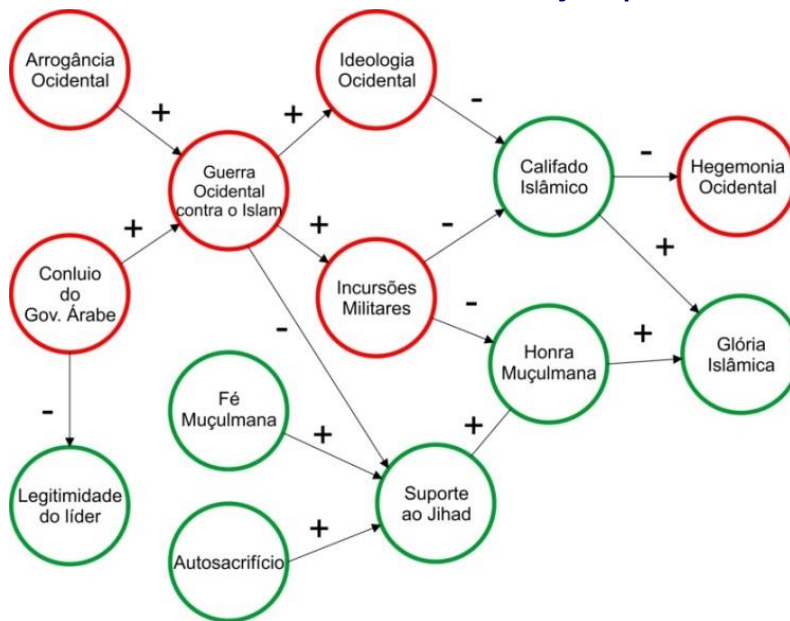 Arrogância
Ocidental
+
Ideologia
Ocidental
+
-
Guerra
Ocidental
contra o Islam
Califado
Islâmico
-
Hegemonia
Ocidental
+
+
-
+
Conluio
do
Gov. Árabe
Incursões
Militares
-
-
Honra
Muçulmana
+
Glória
Islâmica
-
Fé
Muçulmana
+
+
Legitimidade
do líder
Suporte
ao Jihad
+
Autosacrifício